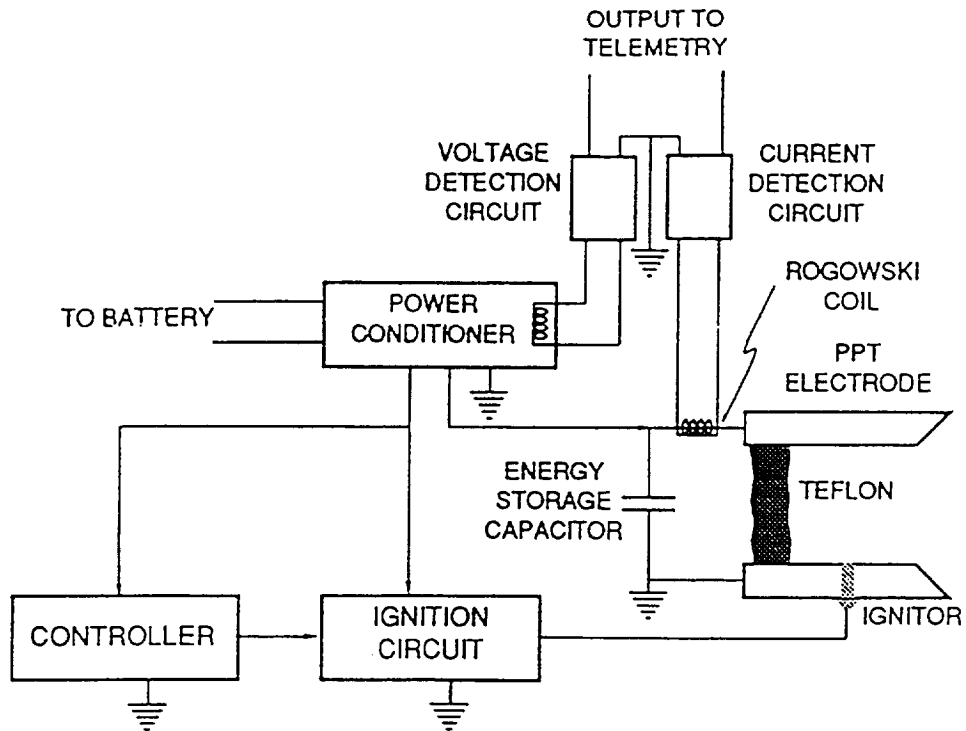 OUTPUT TO
TELEMETRY
VOLTAGE
DETECTION
CIRCUIT
CURRENT
DETECTION
CIRCUIT
ROGOWSKI
COIL
TO BATTERY
POWER
CONDITIONER
PPT
ELECTRODE
ENERGY
STORAGE
CAPACITOR
TEFLON
CONTROLLER
IGNITION
CIRCUIT
IGNITOR